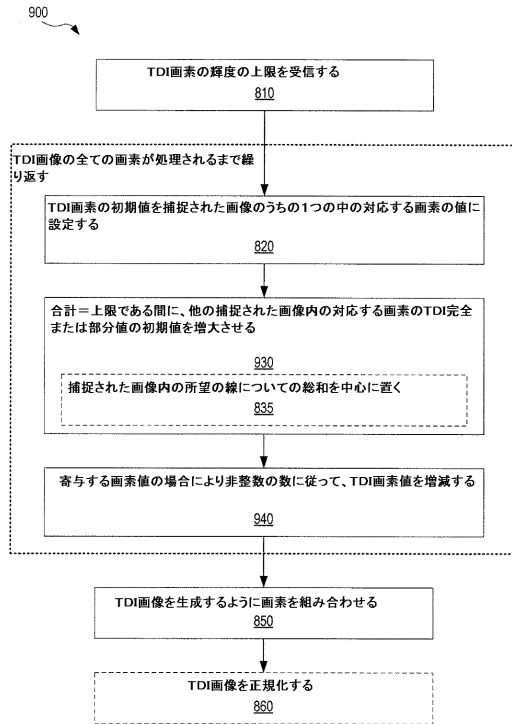 900
TDI画素の輝度の上限を受信する
810
TDI画像の全ての画素が処理されるまで繰
り返す
TDI画素の初期値を捕捉された画像のうちの1つの中の対応する画素の値に
設定する
820
合計=上限である間に、他の捕捉された画像内の対応する画素のTDI完全
または部分値の初期値を増大させる
930
捕捉された画像内の所望の線についての総和を中心に置く
835
寄与する画素値の場合により非整数の数に従って、TDI画素値を増減する
940
TDI画像を生成するように画素を組み合わせる
850
TDI画像を正規化する
860